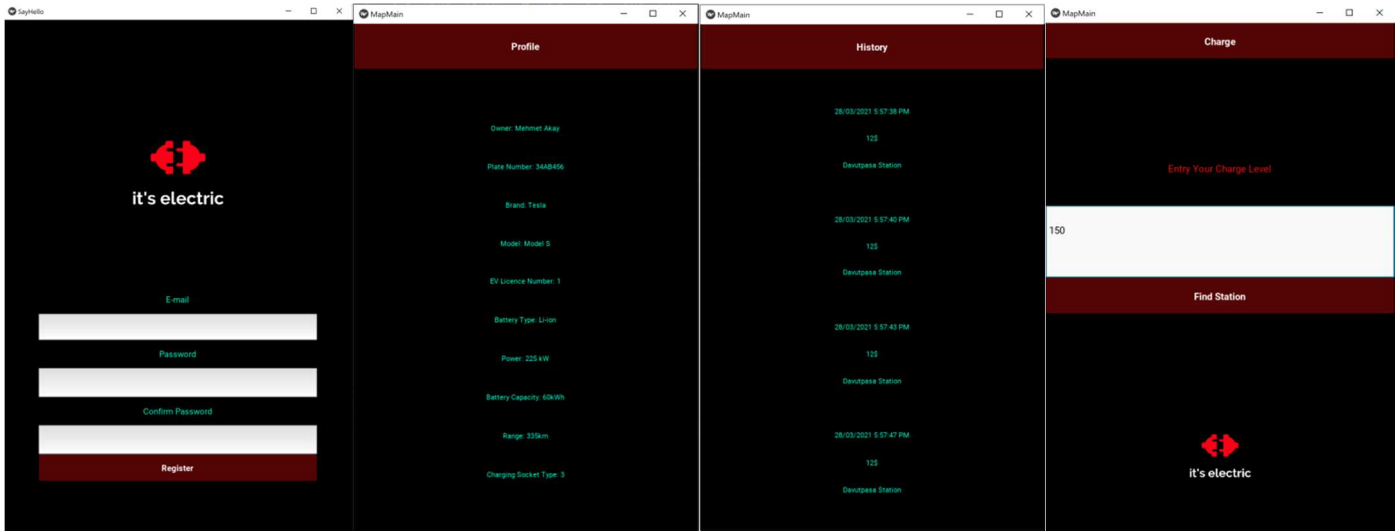 SayHello
it's electric
E-mail
Password
Confirm Password
Register
MapMain
Profile
Owner: Mehmet Akay
Plate Number: 34AB456
Brand: Tesla
Model: Model S
EV Licence Number: 1
Battery Type: Li-ion
Power: 225 kW
Battery Capacity: 60kWh
Range: 335km
Charging Socket Type: 3
MapMain
History
28/03/2021 5:57:38 PM
12$
Davutpasa Station
28/03/2021 5:57:40 PM
12$
Davutpasa Station
28/03/2021 5:57:43 PM
12$
Davutpasa Station
28/03/2021 5:57:47 PM
12$
Davutpasa Station
MapMain
Charge
Entry Your Charge Level
150
Find Station
it's electric